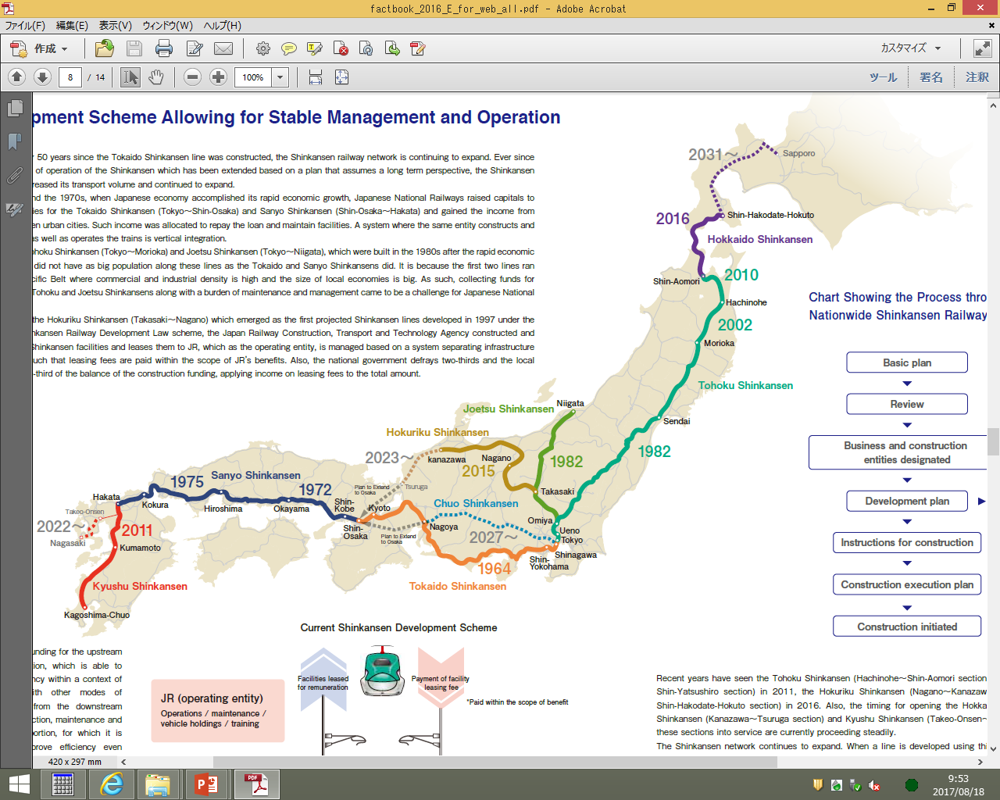 factbook_2016_E_for_web_all.pdf - Adobe Acrobat
ファイル(F) 編集(E) 表示(V) ウィンドウ(W) ヘルプ(H)
作成
カスタマイズ
8 / 14
100%
ツール 署名 注釈
pment Scheme Allowing for Stable Management and Operation
50 years since the Tokaido Shinkansen line was constructed, the Shinkansen railway network is continuing to expand. Ever since
of operation of the Shinkansen which has been extended based on a plan that assumes a long term perspective, the Shinkansen
reased its transport volume and continued to expand.
nd the 1970s, when Japanese economy accomplished its rapid economic growth, Japanese National Railways raised capitals to
ies for the Tokaido Shinkansen (Tokyo～Shin-Osaka) and Sanyo Shinkansen (Shin-Osaka～Hakata) and gained the income from
en urban cities. Such income was allocated to repay the loan and maintain facilities. A system where the same entity constructs and
as well as operates the trains is vertical integration.
ohoku Shinkansen (Tokyo～Morioka) and Joetsu Shinkansen (Tokyo～Niigata), which were built in the 1980s after the rapid economic
did not have as big population along these lines as the Tokaido and Sanyo Shinkansens did. It is because the first two lines ran
cific Belt where commercial and industrial density is high and the size of local economies is big. As such, collecting funds for
Tohoku and Joetsu Shinkansens along with a burden of maintenance and management came to be a challenge for Japanese National
the Hokuriku Shinkansen (Takasaki～Nagano) which emerged as the first projected Shinkansen lines developed in 1997 under the
nkansen Railway Development Law scheme, the Japan Railway Construction, Transport and Technology Agency constructed and
Shinkansen facilities and leases them to JR, which as the operating entity, is managed based on a system separating infrastructure
uch that leasing fees are paid within the scope of JR's benefits. Also, the national government defrays two-thirds and the local
-third of the balance of the construction funding, applying income on leasing fees to the total amount.
2031～
Sapporo
Shin-Hakodate-Hokuto
2016
Hokkaido Shinkansen
Shin-Aomori
2010
Hachinohe
2002
Morioka
Tohoku Shinkansen
Sendai
1982
Niigata
Joetsu Shinkansen
Hokuriku Shinkansen
2023～
kanazawa
Nagano
2015
1982
Takasaki
Plan to Extend
to Osaka
Tsuruga
Chuo Shinkansen
Omiya
Ueno
Tokyo
Shinagawa
Shin-
Yokohama
2027～
Plan to Extend
to Osaka
Nagoya
1964
Tokaido Shinkansen
Kyoto
Shin-
Osaka
Shin-
Kobe
1972
Sanyo Shinkansen
1975
Okayama
Hiroshima
Kokura
Hakata
Takeo-Onsen
2022～
Nagasaki
2011
Kumamoto
Kyushu Shinkansen
Kagoshima-Chuo
Chart Showing the Process thro
Nationwide Shinkansen Railway
Basic plan
Review
Business and construction
entities designated
Development plan
Instructions for construction
Construction execution plan
Construction initiated
Current Shinkansen Development Scheme
Facilities leased
for remuneration
Payment of facility
leasing fee
*Paid within the scope of benefit
JR (operating entity)
Operations / maintenance /
vehicle holdings / training
unding for the upstream
ion, which is able to
ncy within a context of
ith other modes of
from the downstream
ction, maintenance and
ortion, for which it is
prove efficiency even
Recent years have seen the Tohoku Shinkansen (Hachinohe～Shin-Aomori section
Shin-Yatsushiro section) in 2011, the Hokuriku Shinkansen (Nagano～Kanazaw
Shin-Hakodate-Hokuto section) in 2016. Also, the timing for opening the Hokka
Shinkansen (Kanazawa～Tsuruga section) and Kyushu Shinkansen (Takeo-Onsen～
these sections into service are currently proceeding steadily.
The Shinkansen network continues to expand. When a line is developed using thi
420 x 297 mm
PDF
9:53
2017/08/18